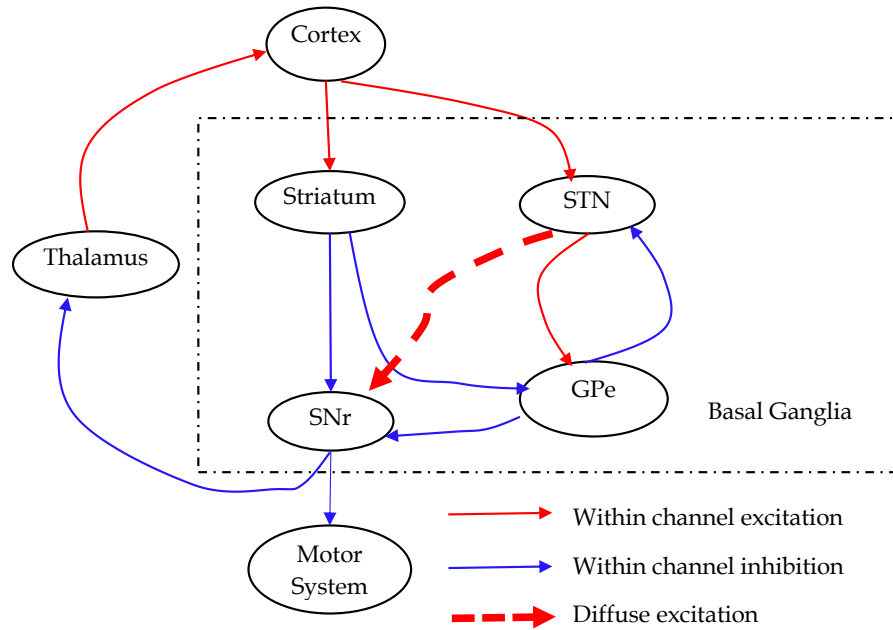 Cortex
Striatum
STN
Thalamus
GPe
SNr
Basal Ganglia
Motor
System
Within channel excitation
Within channel inhibition
Diffuse excitation